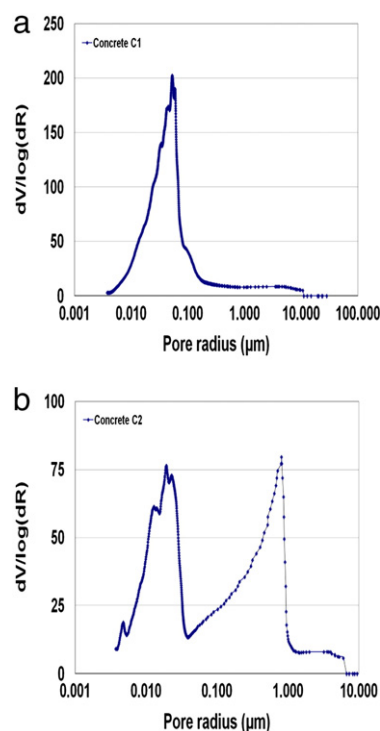 a
250
Concrete C1
200
150
100
50
0
dV/log(dR)
0.001 0.010 0.100 1.000 10.000 100.000
Pore radius (µm)
b
100
Concrete C2
75
50
25
0
dV/log(dR)
0.001 0.010 0.100 1.000 10.000
Pore radius (µm)